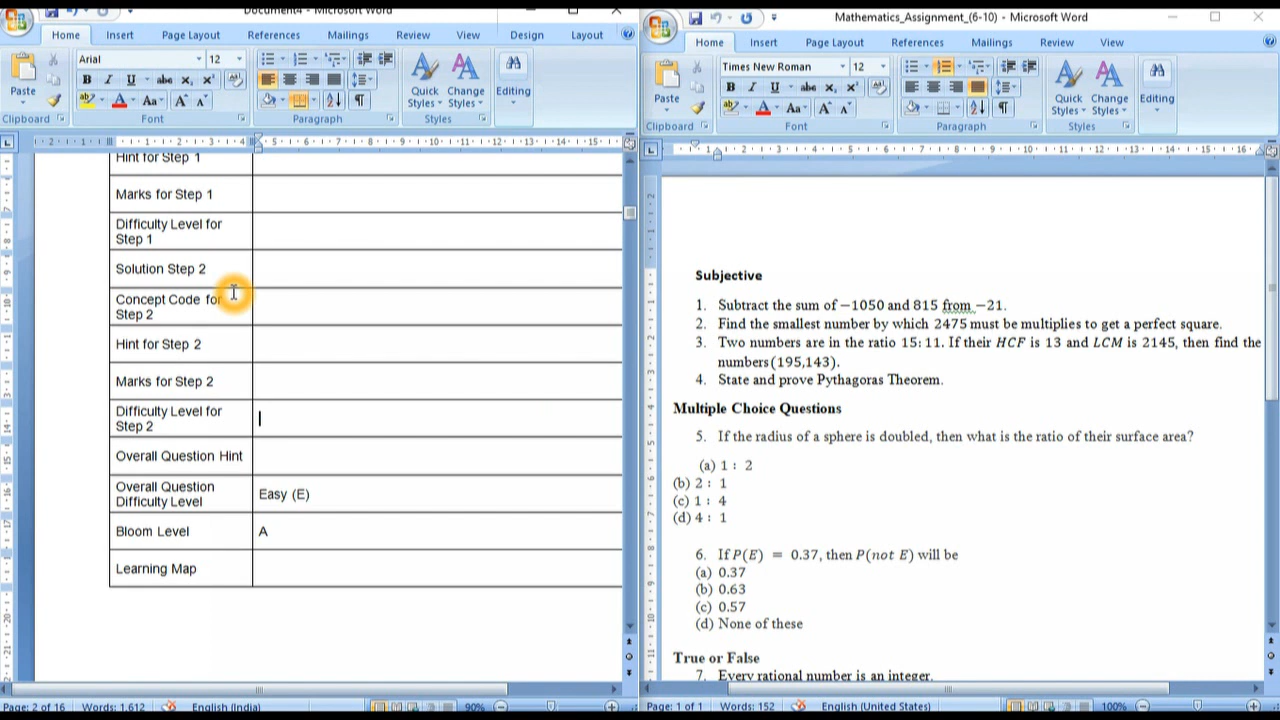 Document4 - Microsoft Word
Home Insert Page Layout References Mailings Review View Design Layout
Arial 12
Paste
Quick Styles
Change Styles
Editing
Clipboard Font Paragraph Styles
Hint for Step 1
Marks for Step 1
Difficulty Level for
Step 1
Solution Step 2
Concept Code for
Step 2
Hint for Step 2
Marks for Step 2
Difficulty Level for
Step 2
Overall Question Hint
Overall Question
Difficulty Level
Easy (E)
Bloom Level A
Learning Map
Page: 2 of 16 Words: 1,612 English (India) 90%
Mathematics_Assignment_(6-10) - Microsoft Word
Home Insert Page Layout References Mailings Review View
Times New Roman 12
Paste
Quick Styles
Change Styles
Editing
Clipboard Font Paragraph Styles
Subjective
1. Subtract the sum of −1050 and 815 from −21.
2. Find the smallest number by which 2475 must be multiplies to get a perfect square.
3. Two numbers are in the ratio 15: 11. If their HCF is 13 and LCM is 2145, then find the
numbers(195,143).
4. State and prove Pythagoras Theorem.
Multiple Choice Questions
5. If the radius of a sphere is doubled, then what is the ratio of their surface area?
(a) 1 : 2
(b) 2 : 1
(c) 1 : 4
(d) 4 : 1
6. If P(E) = 0.37, then P(not E) will be
(a) 0.37
(b) 0.63
(c) 0.57
(d) None of these
True or False
7. Every rational number is an integer.
Page: 1 of 1 Words: 152 English (United States) 100%